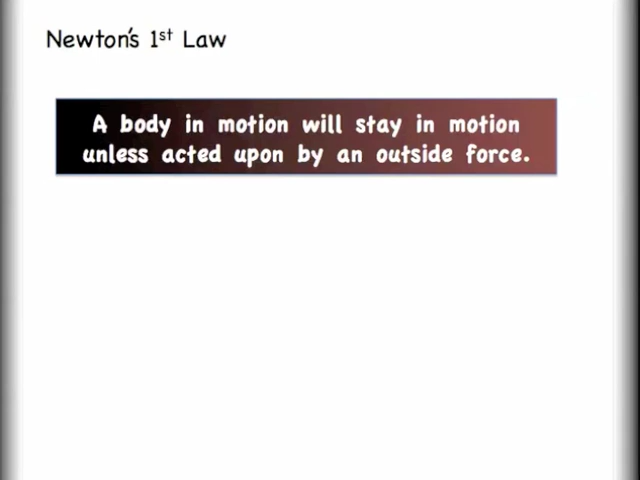 Newton's 1st Law
A body in motion will stay in motion
unless acted upon by an outside force.